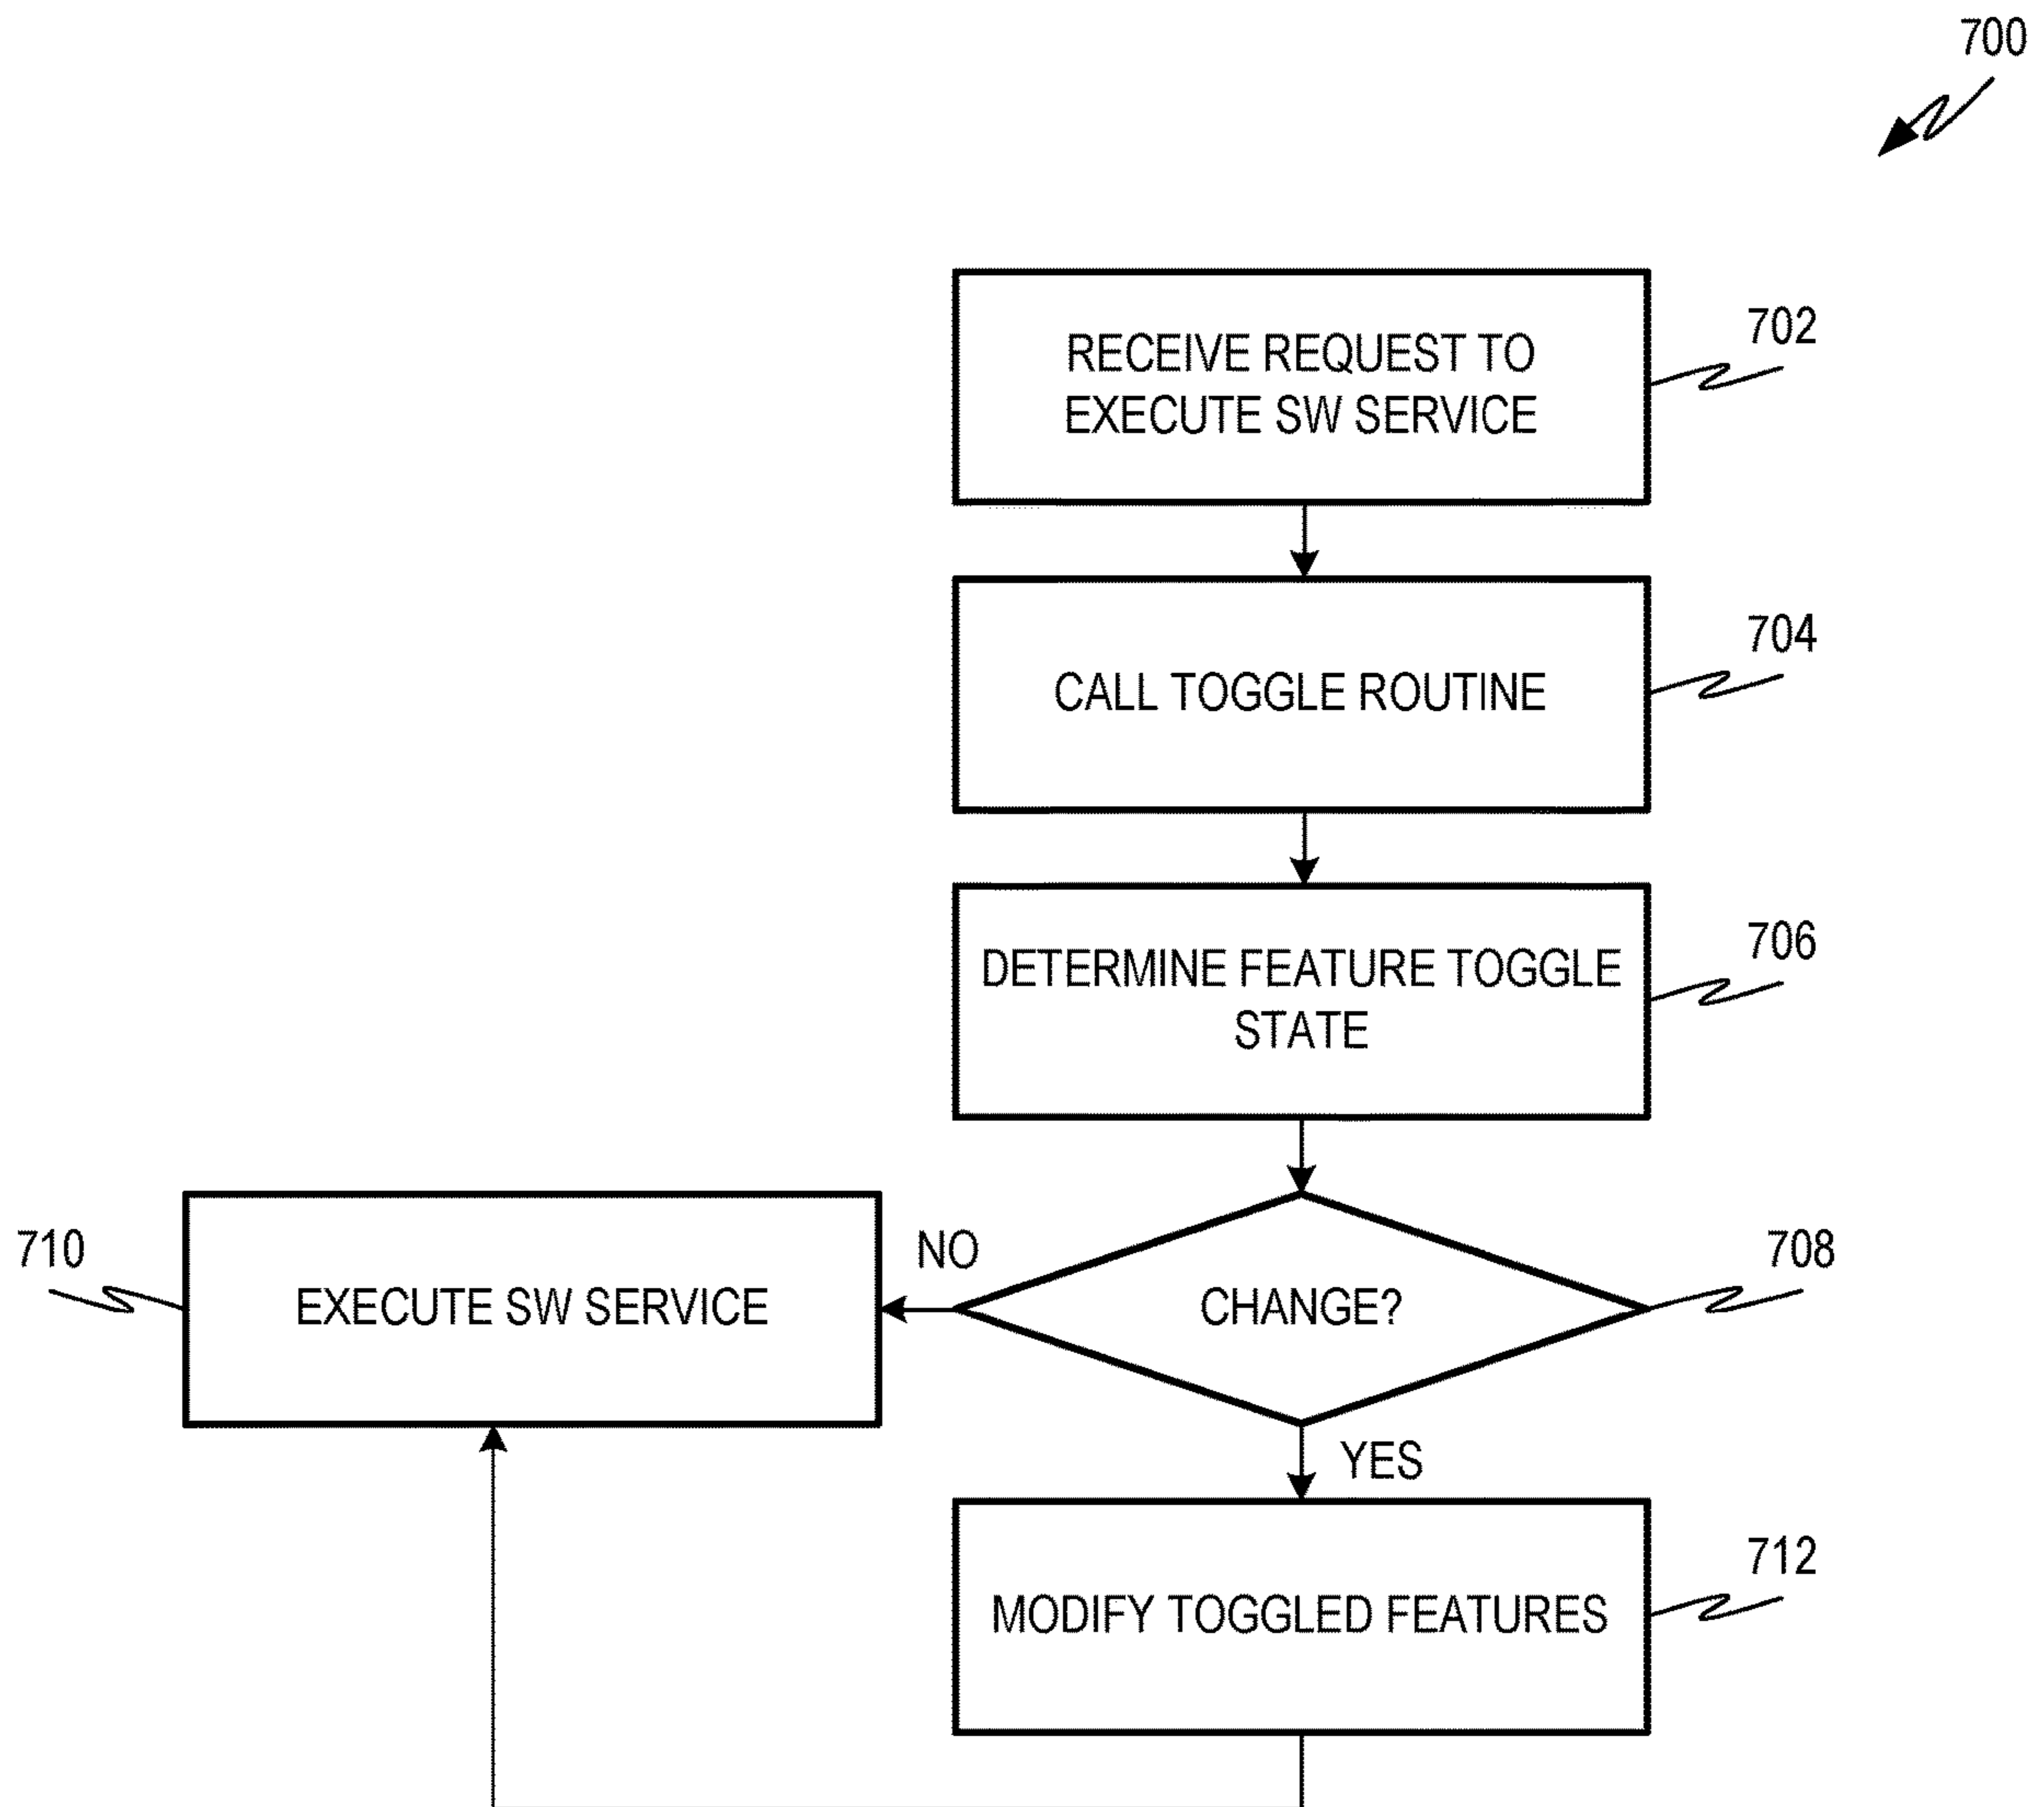 700
RECEIVE REQUEST TO
EXECUTE SW SERVICE
702
CALL TOGGLE ROUTINE
704
DETERMINE FEATURE TOGGLE
STATE
706
710
EXECUTE SW SERVICE
NO
CHANGE?
708
YES
MODIFY TOGGLED FEATURES
712